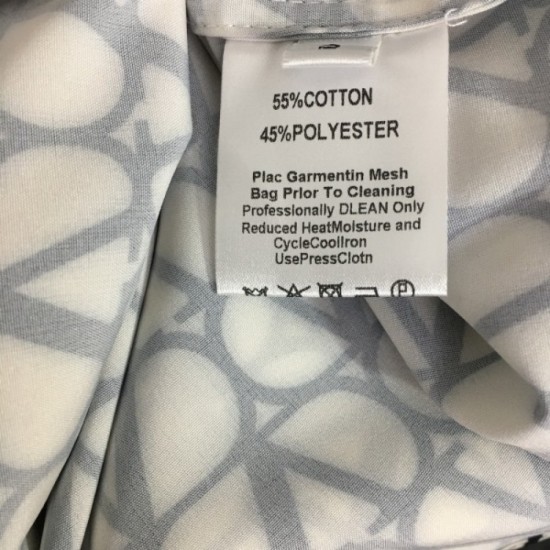 55%COTTON
45%POLYESTER
Plac Garmentin Mesh
Bag Prior To Cleaning
Professionally DLEAN Only
Reduced HeatMoisture and
CycleCoolIron
UsePressClotn